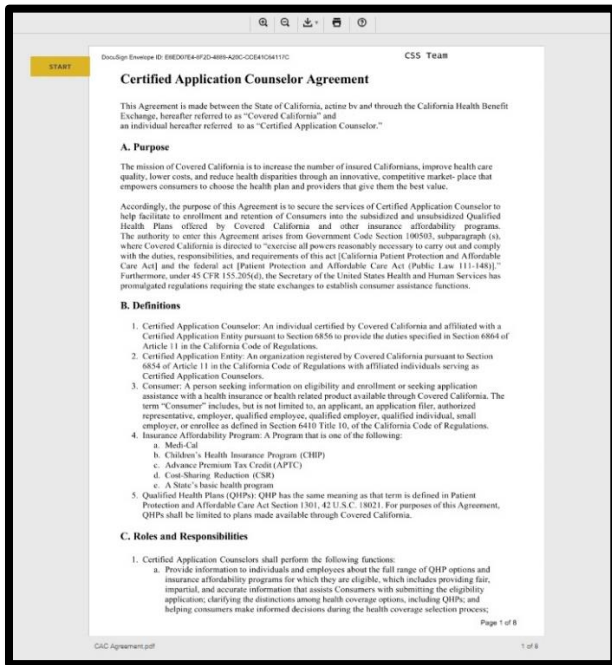 DocuSign Envelope ID:
CSS Team
START
Certified Application Counselor Agreement
This Agreement is made between the State of California, acting by and through the California Health Benefit
Exchange, hereafter referred to as “Covered California” and
an individual hereafter referred to as “Certified Application Counselor.”
A. Purpose
The mission of Covered California is to increase the number of insured Californians, improve health care
quality, lower costs, and reduce health disparities through an innovative, competitive market- place that
empowers consumers to choose the health plan and providers that give them the best value.
Accordingly, the purpose of this Agreement is to secure the services of Certified Application Counselor to
help facilitate to enrollment and retention of Consumers into the subsidized and unsubsidized Qualified
Health Plans offered by Covered California and other insurance affordability programs.
The authority to enter this Agreement arises from Government Code Section 100503, subparagraph (s),
where Covered California is directed to “exercise all powers reasonably necessary to carry out and comply
with the duties, responsibilities, and requirements of this act [California Patient Protection and Affordable
Care Act] and the federal act [Patient Protection and Affordable Care Act (Public Law 111-148)].”
Furthermore, under 45 CFR 155.205(d), the Secretary of the United States Health and Human Services has
promulgated regulations requiring the state exchanges to establish consumer assistance functions.
B. Definitions
1. Certified Application Counselor: An individual certified by Covered California and affiliated with a
Certified Application Entity pursuant to Section 6856 to provide the duties specified in Section 6864 of
Article 11 in the California Code of Regulations.
2. Certified Application Entity: An organization registered by Covered California pursuant to Section
6854 of Article 11 in the California Code of Regulations with affiliated individuals serving as
Certified Application Counselors.
3. Consumer: A person seeking information on eligibility and enrollment or seeking application
assistance with a health insurance or health related product available through Covered California. The
term “Consumer” includes, but is not limited to, an applicant, an application filer, authorized
representative, employer, qualified employee, qualified employer, qualified individual, small
employer, or enrollee as defined in Section 6410 Title 10, of the California Code of Regulations.
4. Insurance Affordability Program: A Program that is one of the following:
a. Medi-Cal
b. Children’s Health Insurance Program (CHIP)
c. Advance Premium Tax Credit (APTC)
d. Cost-Sharing Reduction (CSR)
e. A State’s basic health program
5. Qualified Health Plans (QHPs): QHP has the same meaning as that term is defined in Patient
Protection and Affordable Care Act Section 1301, 42 U.S.C. 18021. For purposes of this Agreement,
QHPs shall be limited to plans made available through Covered California.
C. Roles and Responsibilities
1. Certified Application Counselors shall perform the following functions:
a. Provide information to individuals and employees about the full range of QHP options and
insurance affordability programs for which they are eligible, which includes providing fair,
impartial, and accurate information that assists Consumers with submitting the eligibility
application; clarifying the distinctions among health coverage options, including QHPs; and
helping consumers make informed decisions during the health coverage selection process;
Page 1 of 8
CAC Agreement.pdf
1 of 8